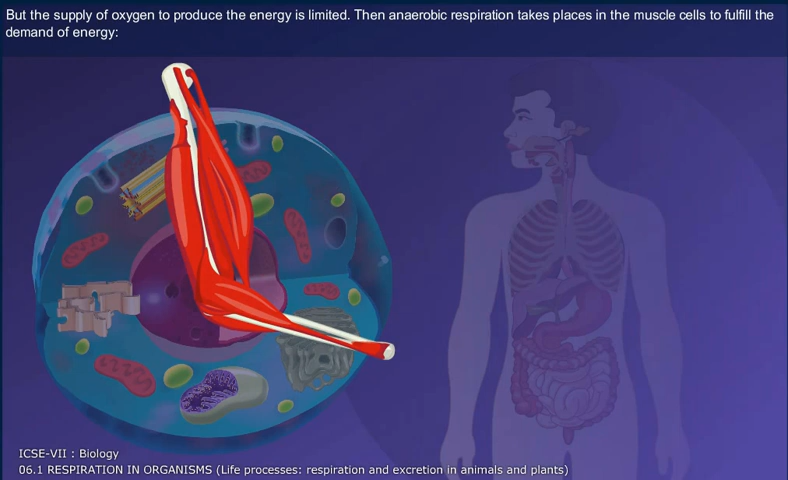 But the supply of oxygen to produce the energy is limited. Then anaerobic respiration takes places in the muscle cells to fulfill the
demand of energy:
ICSE-VII : Biology
06.1 RESPIRATION IN ORGANISMS (Life processes: respiration and excretion in animals and plants)